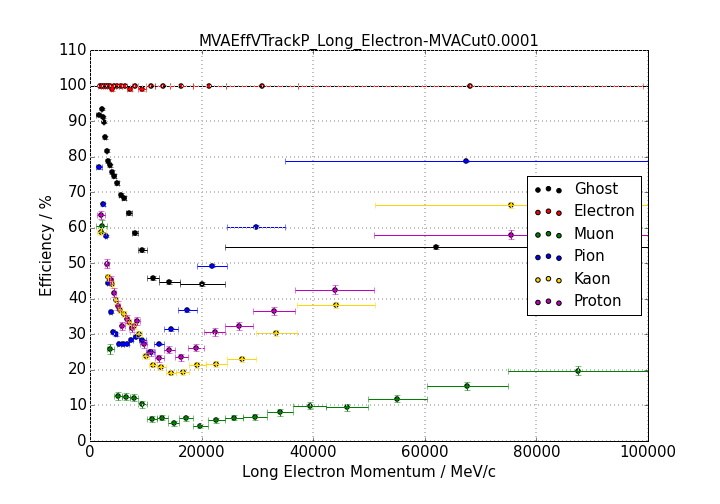 MVAEffVTrackP_Long_Electron-MVACut0.0001
110
100
90
80
70
60
50
40
30
20
10
0
Efficiency / %
Ghost
Electron
Muon
Pion
Kaon
Proton
0 20000 40000 60000 80000 100000
Long Electron Momentum / MeV/c